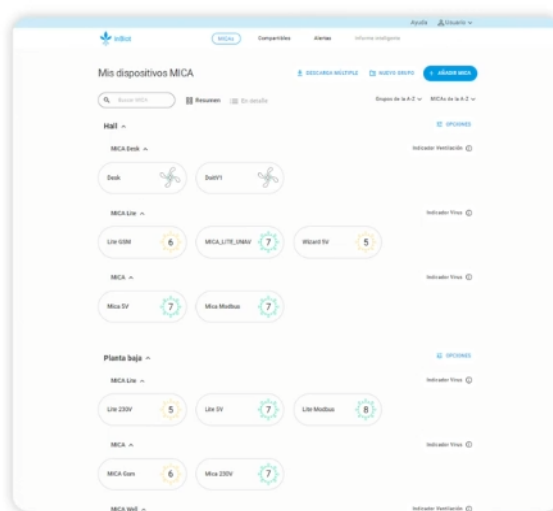 Ayuda Usuario
inBiot MICAs Compartibles Alertas Informe inteligente
Mis dispositivos MICA DESCARGA MÚLTIPLE NUEVO GRUPO + AÑADIR MICA
Buscar MICA Resumen En detalle Grupos de la A-Z MICAs de la A-Z
Hall OPCIONES
MICA Desk Indicador Ventilación
Desk DeskV1
MICA Lite Indicador Virus
Lite GSM 6 MICA_LITE_UNAV 7 Wizard 5V 5
MICA Indicador Virus
Mica 5V 7 Mica Modbus 7
Planta baja OPCIONES
MICA Lite Indicador Virus
Lite 230V 5 Lite 5V 7 Lite Modbus 8
MICA Indicador Virus
MICA Gsm 6 Mica 230V 7
MICA Well Indicador Ventilación